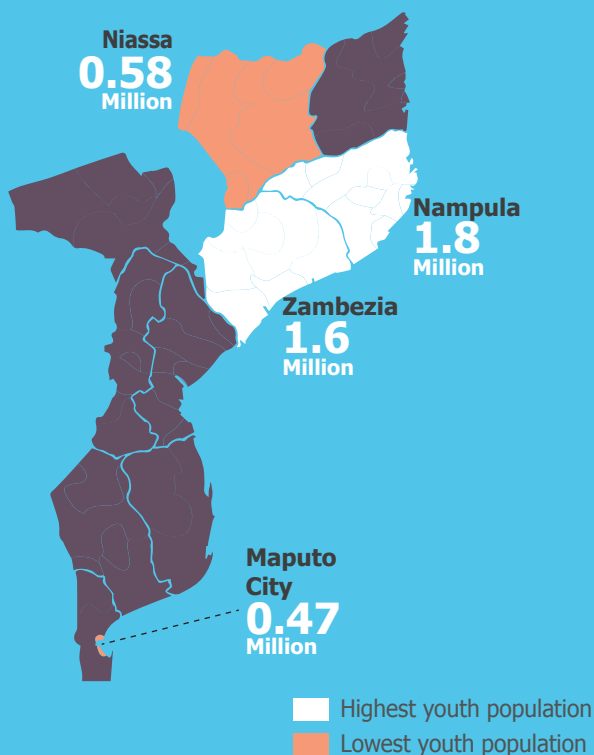 Niassa
0.58
Million
Nampula
1.8
Million
Zambezia
1.6
Million
Maputo
City
0.47
Million
Highest youth population
Lowest youth population